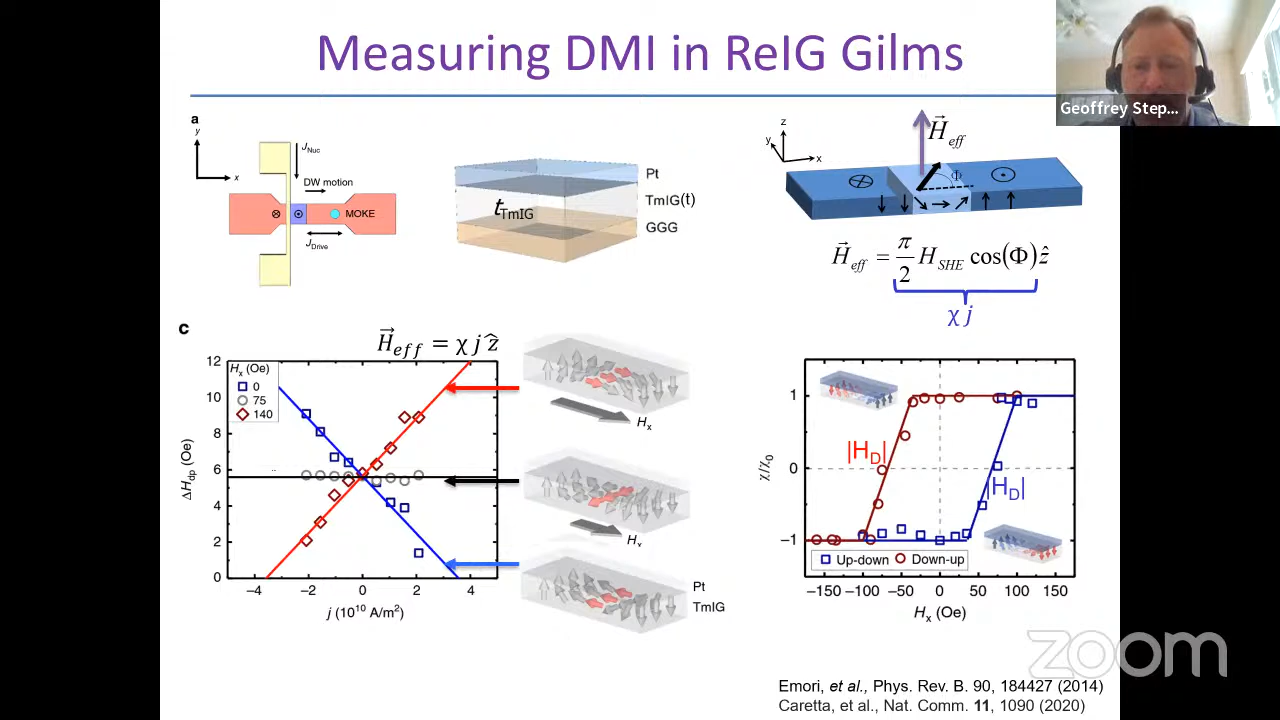 Measuring DMI in ReIG Gilms
Geoffrey Step...
a
y
x
J_Nuc
DW motion
MOKE
J_Drive
t_TmIG
Pt
TmIG(t)
GGG
z
y
x
H⃗_eff
Φ
H⃗_eff = π/2 H_SHE cos(Φ) ẑ
χ j
c
H⃗_eff = χ j ẑ
H_x (Oe)
0
75
140
12
10
8
6
4
2
0
ΔH_dp (Oe)
−4 −2 0 2 4
j (10^10 A/m^2)
H_x
H_x
Pt
TmIG
1
0
−1
χ/χ_0
|H_D|
|H_D|
Up-down Down-up
−150 −100 −50 0 50 100 150
H_x (Oe)
zoom
Emori, et al., Phys. Rev. B. 90, 184427 (2014)
Caretta, et al., Nat. Comm. 11, 1090 (2020)